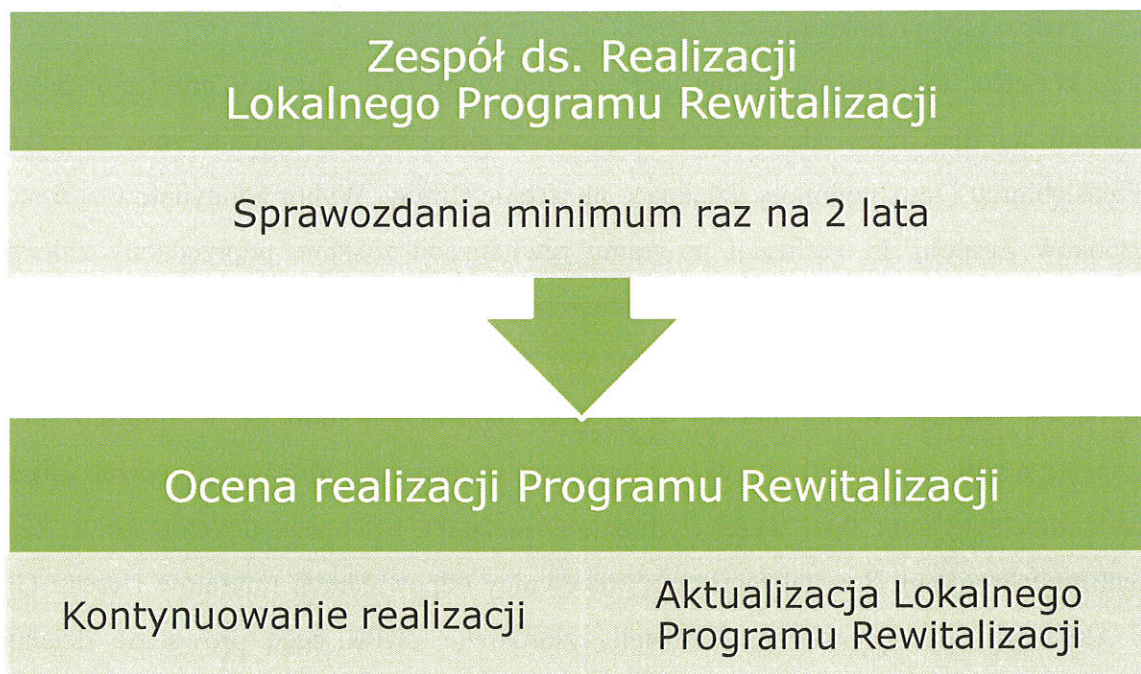 Zespół ds. Realizacji
Lokalnego Programu Rewitalizacji
Sprawozdania minimum raz na 2 lata
Ocena realizacji Programu Rewitalizacji
Kontynuowanie realizacji
Aktualizacja Lokalnego
Programu Rewitalizacji